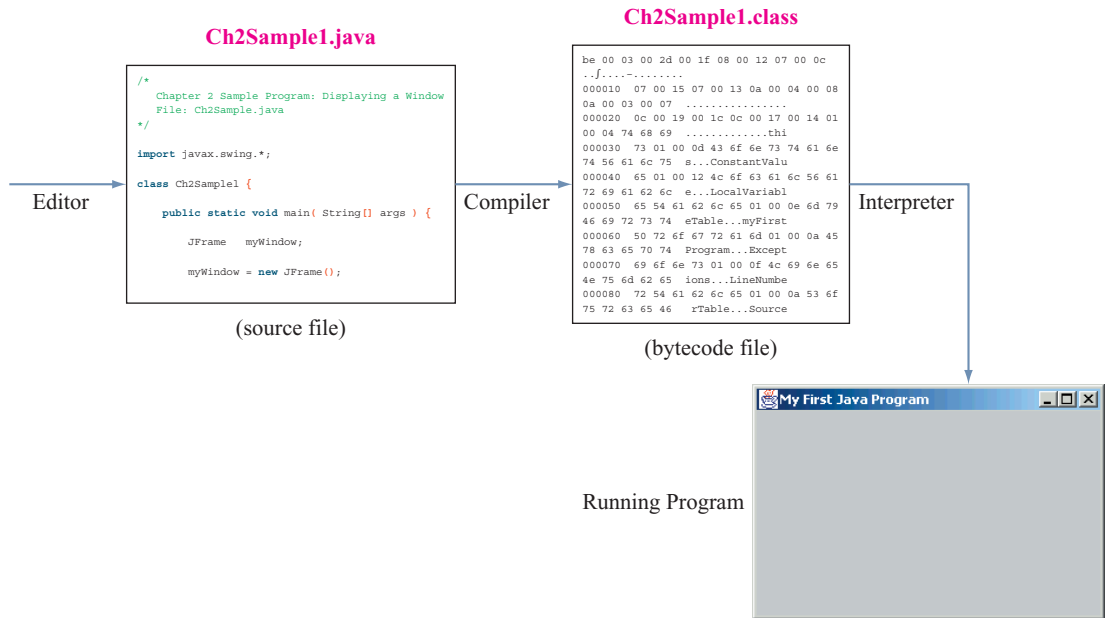 Ch2Sample1.java
/*
Chapter 2 Sample Program: Displaying a Window
File: Ch2Sample.java
*/
import javax.swing.*;
class Ch2Sample1 {
public static void main( String[] args ) {
JFrame myWindow;
myWindow = new JFrame();
(source file)
Editor
Compiler
Ch2Sample1.class
be 00 03 00 2d 00 1f 08 00 12 07 00 0c
..∫....-........
000010 07 00 15 07 00 13 0a 00 04 00 08
0a 00 03 00 07 ................
000020 0c 00 19 00 1c 0c 00 17 00 14 01
00 04 74 68 69 .............thi
000030 73 01 00 0d 43 6f 6e 73 74 61 6e
74 56 61 6c 75 s...ConstantValu
000040 65 01 00 12 4c 6f 63 61 6c 56 61
72 69 61 62 6c e...LocalVariabl
000050 65 54 61 62 6c 65 01 00 0e 6d 79
46 69 72 73 74 eTable...myFirst
000060 50 72 6f 67 72 61 6d 01 00 0a 45
78 63 65 70 74 Program...Except
000070 69 6f 6e 73 01 00 0f 4c 69 6e 65
4e 75 6d 62 65 ions...LineNumbe
000080 72 54 61 62 6c 65 01 00 0a 53 6f
75 72 63 65 46 rTable...Source
(bytecode file)
Interpreter
My First Java Program
Running Program